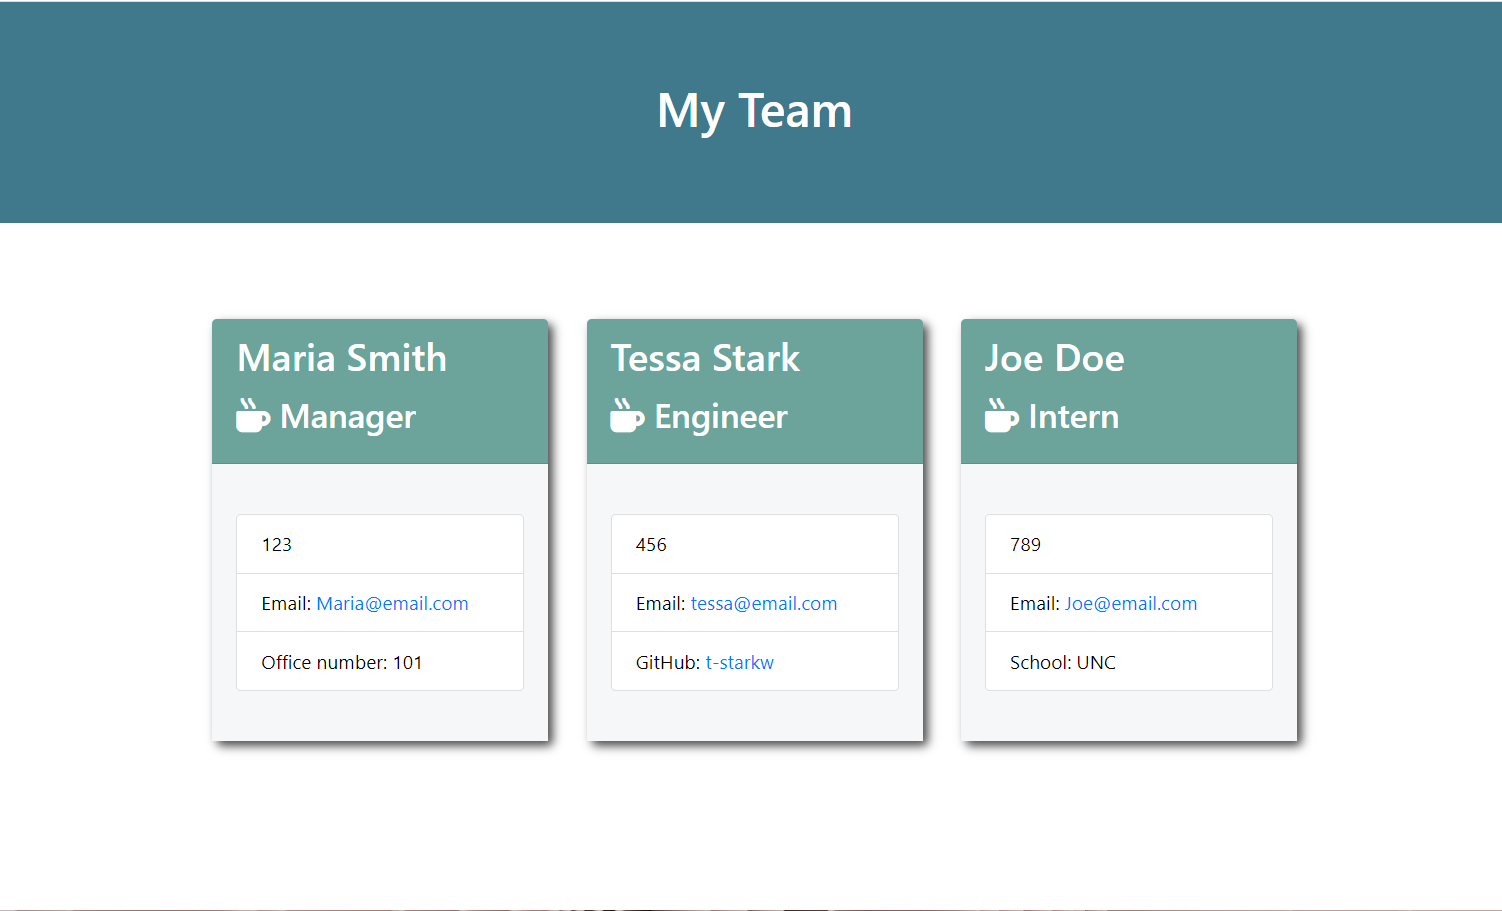 My Team
Maria Smith
Manager
123
Email: Maria@email.com
Office number: 101
Tessa Stark
Engineer
456
Email: tessa@email.com
GitHub: t-starkw
Joe Doe
Intern
789
Email: Joe@email.com
School: UNC